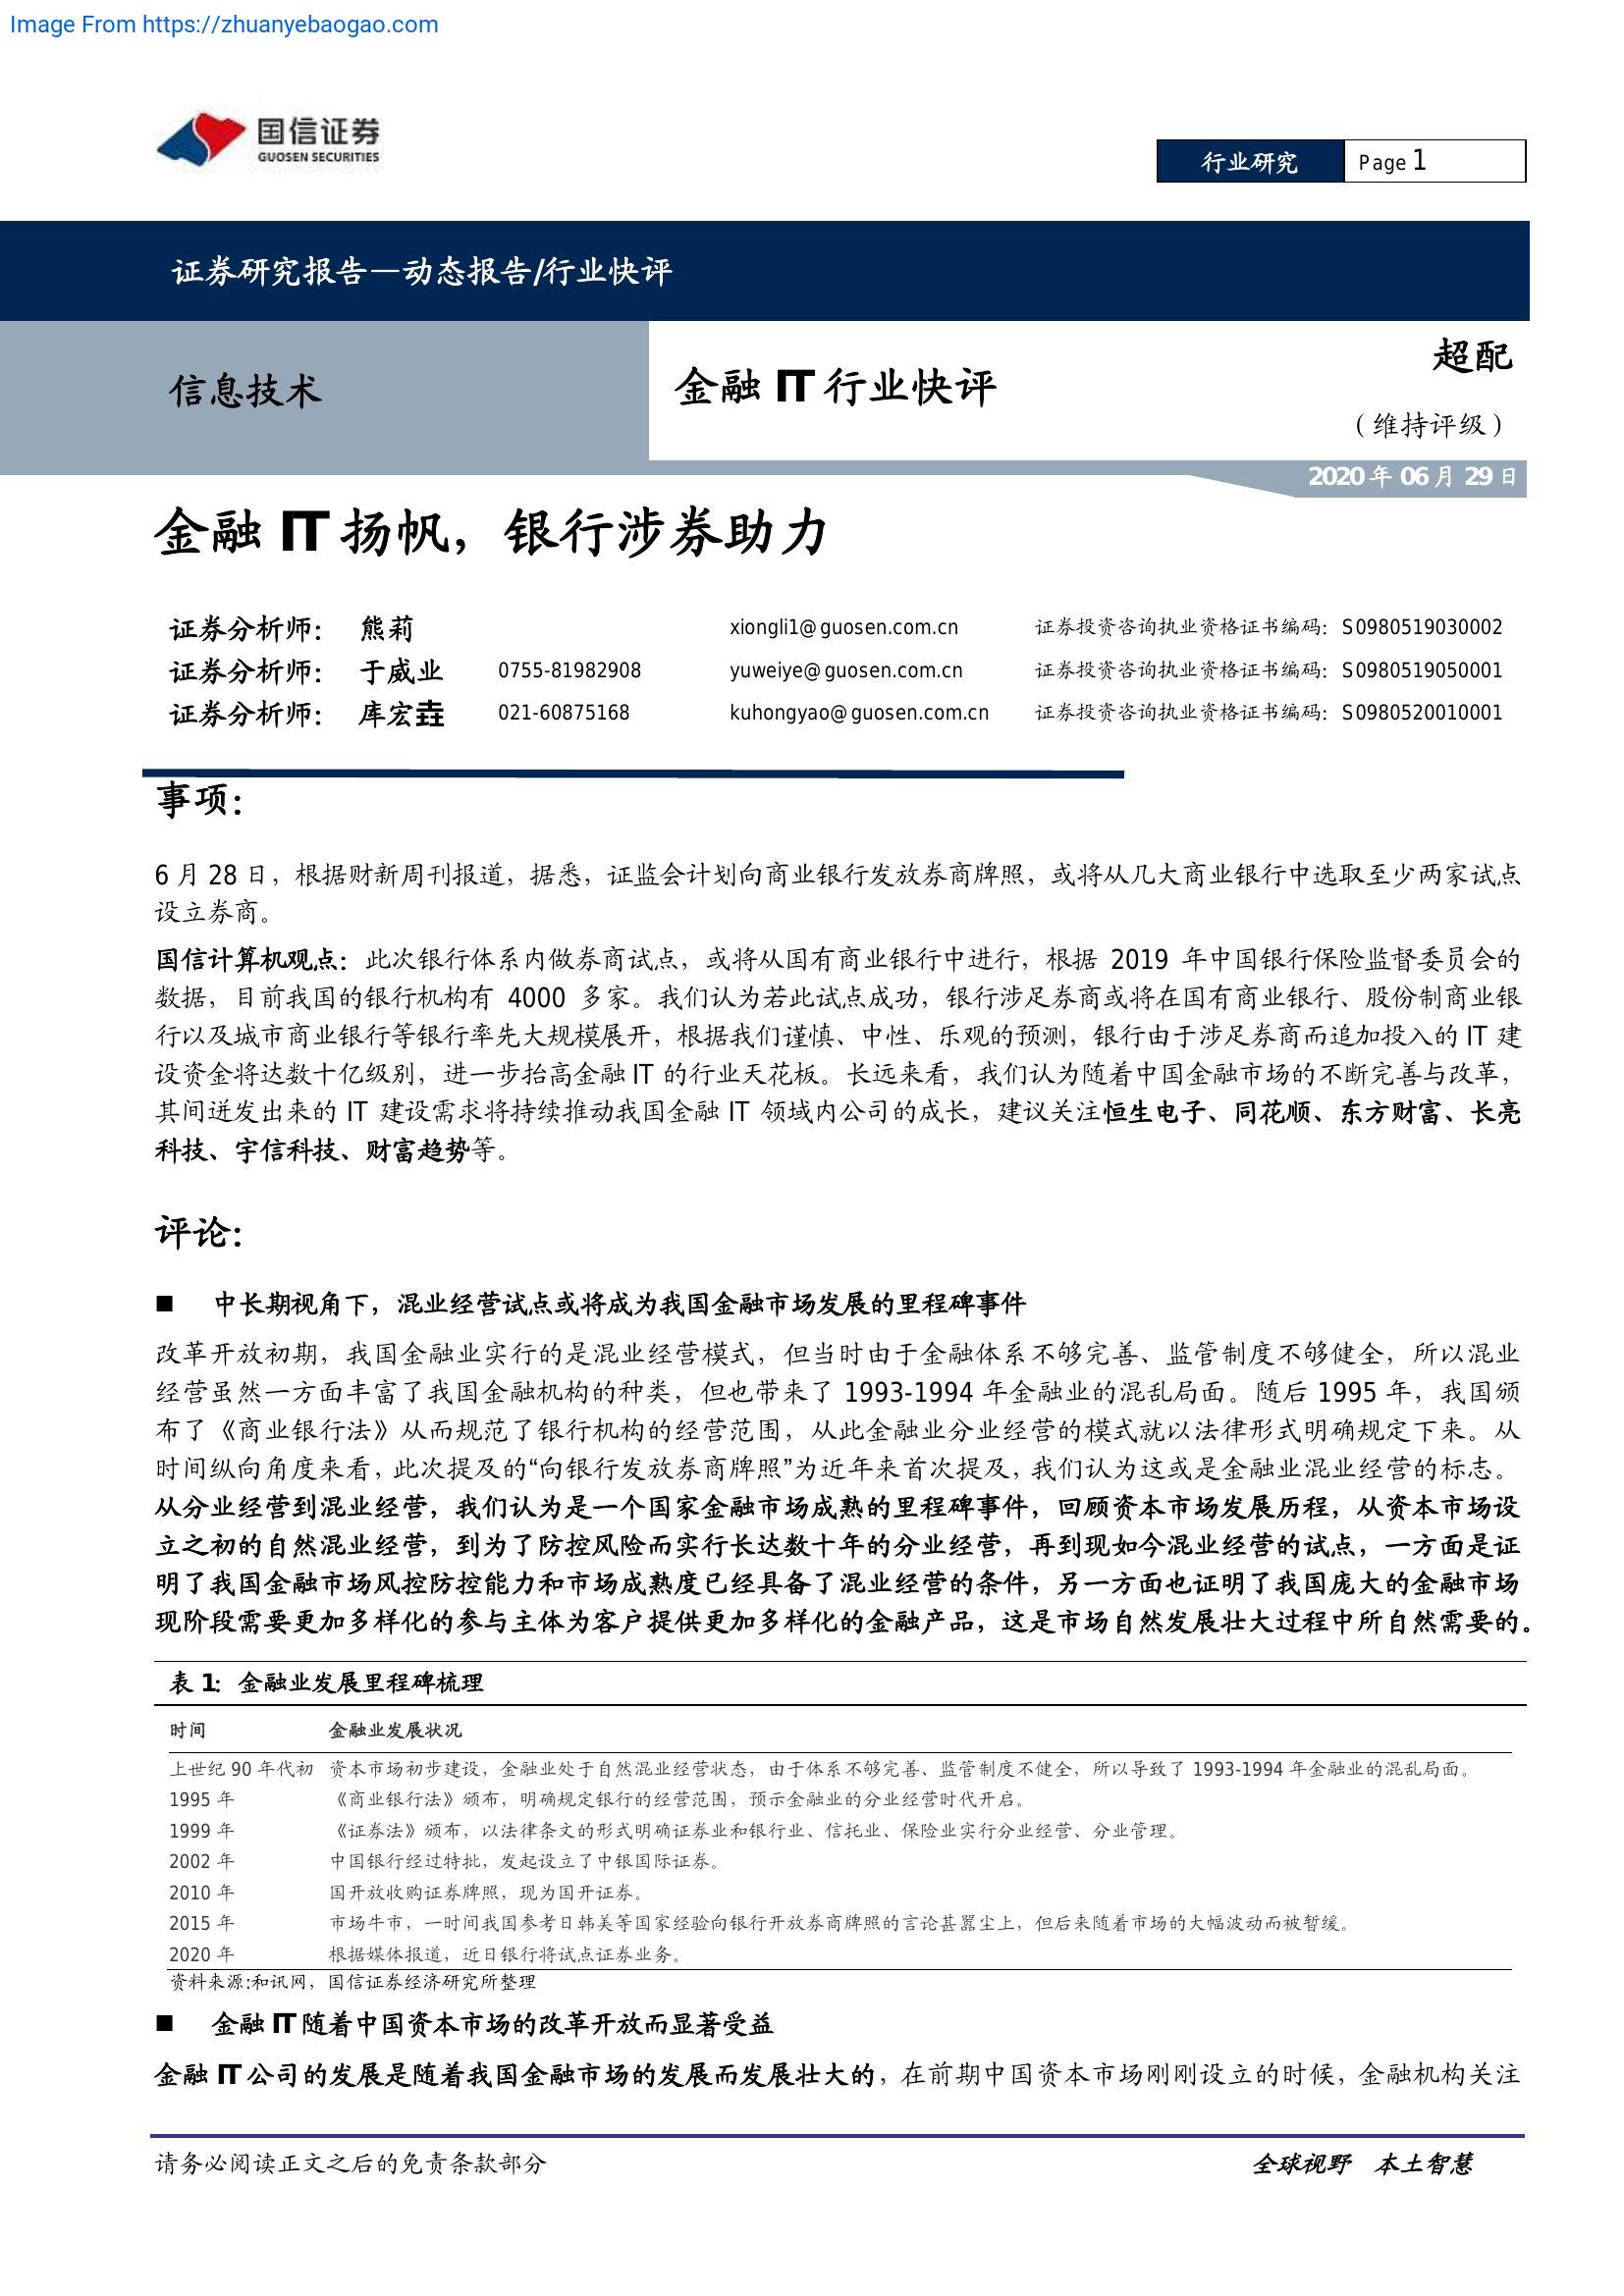 Image From https://zhuanyebaogao.com
国信证券
GUOSEN SECURITIES
行业研究
Page 1
证券研究报告—动态报告/行业快评
信息技术
金融 IT 行业快评
超配
（维持评级）
2020 年 06 月 29 日
金融 IT 扬帆，银行涉券助力
证券分析师： 熊莉 xiongli1@guosen.com.cn 证券投资咨询执业资格证书编码：S0980519030002
证券分析师： 于威业 0755-81982908 yuweiye@guosen.com.cn 证券投资咨询执业资格证书编码：S0980519050001
证券分析师： 库宏垚 021-60875168 kuhongyao@guosen.com.cn 证券投资咨询执业资格证书编码：S0980520010001
事项：
6 月 28 日，根据财新周刊报道，据悉，证监会计划向商业银行发放券商牌照，或将从几大商业银行中选取至少两家试点
设立券商。
国信计算机观点：此次银行体系内做券商试点，或将从国有商业银行中进行，根据 2019 年中国银行保险监督委员会的
数据，目前我国的银行机构有 4000 多家。我们认为若此试点成功，银行涉足券商或将在国有商业银行、股份制商业银
行以及城市商业银行等银行率先大规模展开，根据我们谨慎、中性、乐观的预测，银行由于涉足券商而追加投入的 IT 建
设资金将达数十亿级别，进一步抬高金融 IT 的行业天花板。长远来看，我们认为随着中国金融市场的不断完善与改革，
其间迸发出来的 IT 建设需求将持续推动我国金融 IT 领域内公司的成长，建议关注恒生电子、同花顺、东方财富、长亮
科技、宇信科技、财富趋势等。
评论：
■ 中长期视角下，混业经营试点或将成为我国金融市场发展的里程碑事件
改革开放初期，我国金融业实行的是混业经营模式，但当时由于金融体系不够完善、监管制度不够健全，所以混业
经营虽然一方面丰富了我国金融机构的种类，但也带来了 1993-1994 年金融业的混乱局面。随后 1995 年，我国颁
布了《商业银行法》从而规范了银行机构的经营范围，从此金融业分业经营的模式就以法律形式明确规定下来。从
时间纵向角度来看，此次提及的“向银行发放券商牌照”为近年来首次提及，我们认为这或是金融业混业经营的标志。
从分业经营到混业经营，我们认为是一个国家金融市场成熟的里程碑事件，回顾资本市场发展历程，从资本市场设
立之初的自然混业经营，到为了防控风险而实行长达数十年的分业经营，再到现如今混业经营的试点，一方面是证
明了我国金融市场风控防控能力和市场成熟度已经具备了混业经营的条件，另一方面也证明了我国庞大的金融市场
现阶段需要更加多样化的参与主体为客户提供更加多样化的金融产品，这是市场自然发展壮大过程中所自然需要的。
表 1：金融业发展里程碑梳理
时间 金融业发展状况
上世纪 90 年代初 资本市场初步建设，金融业处于自然混业经营状态，由于体系不够完善、监管制度不健全，所以导致了 1993-1994 年金融业的混乱局面。
1995 年 《商业银行法》颁布，明确规定银行的经营范围，预示金融业的分业经营时代开启。
1999 年 《证券法》颁布，以法律条文的形式明确证券业和银行业、信托业、保险业实行分业经营、分业管理。
2002 年 中国银行经过特批，发起设立了中银国际证券。
2010 年 国开放收购证券牌照，现为国开证券。
2015 年 市场牛市，一时间我国参考日韩美等国家经验向银行开放券商牌照的言论甚嚣尘上，但后来随着市场的大幅波动而被暂缓。
2020 年 根据媒体报道，近日银行将试点证券业务。
资料来源:和讯网，国信证券经济研究所整理
■ 金融 IT 随着中国资本市场的改革开放而显著受益
金融 IT 公司的发展是随着我国金融市场的发展而发展壮大的，在前期中国资本市场刚刚设立的时候，金融机构关注
请务必阅读正文之后的免责条款部分
全球视野 本土智慧